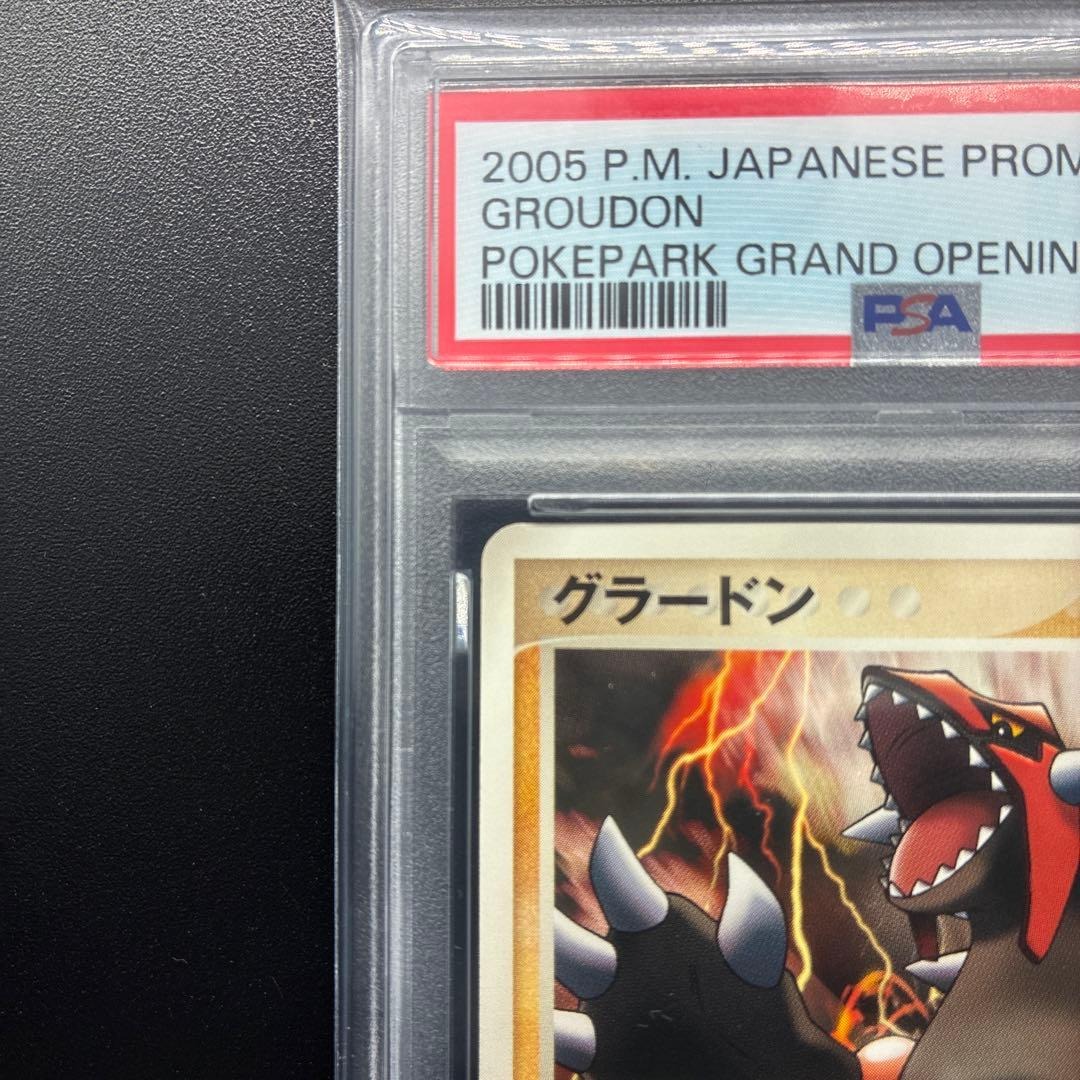 2005 P.M. JAPANESE PROM
GROUDON
POKEPARK GRAND OPENIN
PSA
グラードン